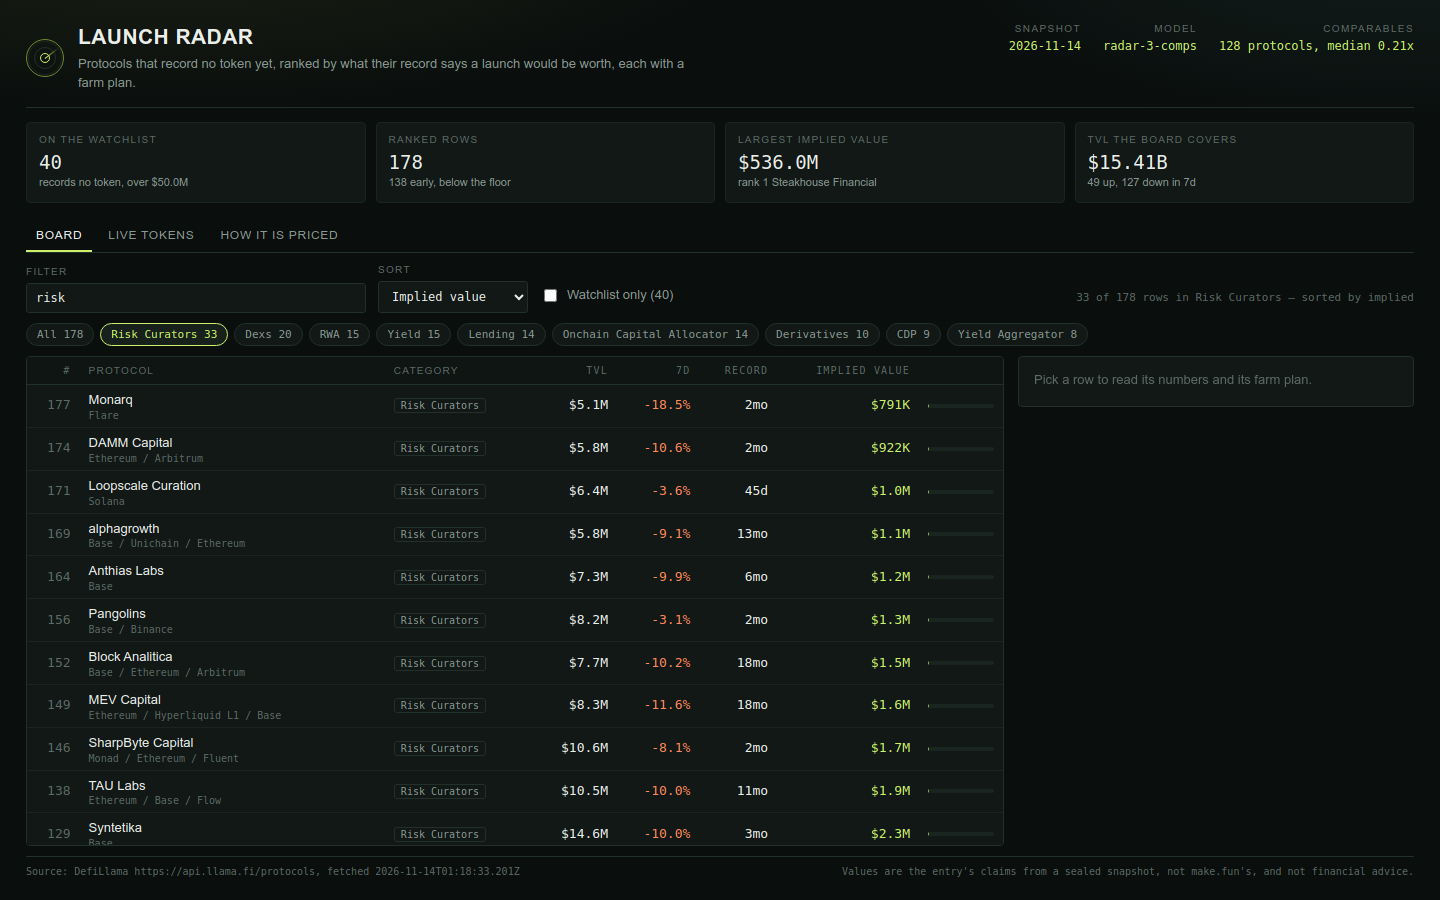 LAUNCH RADAR
Protocols that record no token yet, ranked by what their record says a launch would be worth, each with a
farm plan.
SNAPSHOT
2026-11-14
MODEL
radar-3-comps
COMPARABLES
128 protocols, median 0.21x
ON THE WATCHLIST
40
records no token, over $50.0M
RANKED ROWS
178
138 early, below the floor
LARGEST IMPLIED VALUE
$536.0M
rank 1 Steakhouse Financial
TVL THE BOARD COVERS
$15.41B
49 up, 127 down in 7d
BOARD LIVE TOKENS HOW IT IS PRICED
FILTER
risk
SORT
Implied value
Watchlist only (40)
33 of 178 rows in Risk Curators — sorted by implied
All 178 Risk Curators 33 Dexs 20 RWA 15 Yield 15 Lending 14 Onchain Capital Allocator 14 Derivatives 10 CDP 9 Yield Aggregator 8
# PROTOCOL CATEGORY TVL 7D RECORD IMPLIED VALUE
177 Monarq Risk Curators $5.1M -18.5% 2mo $791K
Flare
174 DAMM Capital Risk Curators $5.8M -10.6% 2mo $922K
Ethereum / Arbitrum
171 Loopscale Curation Risk Curators $6.4M -3.6% 45d $1.0M
Solana
169 alphagrowth Risk Curators $5.8M -9.1% 13mo $1.1M
Base / Unichain / Ethereum
164 Anthias Labs Risk Curators $7.3M -9.9% 6mo $1.2M
Base
156 Pangolins Risk Curators $8.2M -3.1% 2mo $1.3M
Base / Binance
152 Block Analitica Risk Curators $7.7M -10.2% 18mo $1.5M
Base / Ethereum / Arbitrum
149 MEV Capital Risk Curators $8.3M -11.6% 18mo $1.6M
Ethereum / Hyperliquid L1 / Base
146 SharpByte Capital Risk Curators $10.6M -8.1% 2mo $1.7M
Monad / Ethereum / Fluent
138 TAU Labs Risk Curators $10.5M -10.0% 11mo $1.9M
Ethereum / Base / Flow
129 Syntetika Risk Curators $14.6M -10.0% 3mo $2.3M
Base
Pick a row to read its numbers and its farm plan.
Source: DefiLlama https://api.llama.fi/protocols, fetched 2026-11-14T01:18:33.201Z
Values are the entry's claims from a sealed snapshot, not make.fun's, and not financial advice.